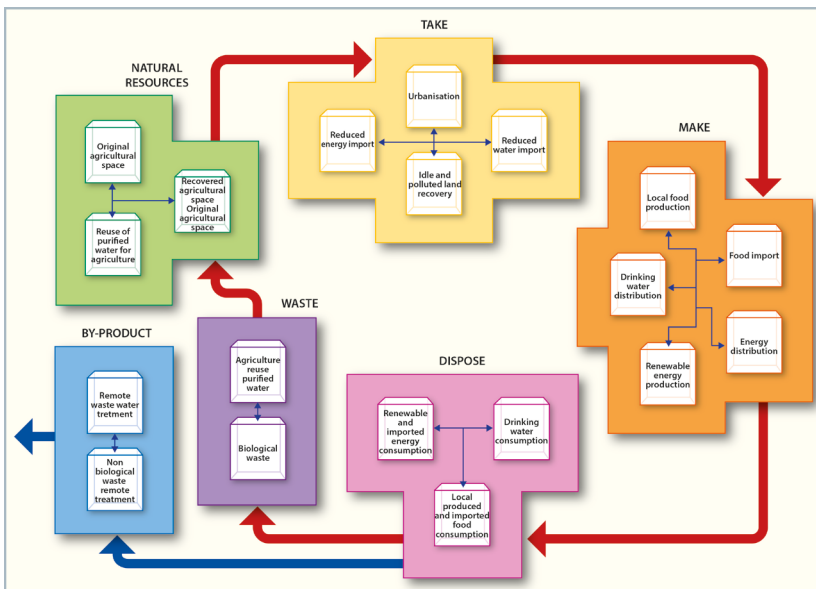 TAKE
NATURAL
RESOURCES
Urbanisation
Reduced
energy import
Reduced
water import
Idle and
polluted land
recovery
Original
agricultural
space
Recovered
agricultural
space
Original
agricultural
space
Reuse of
purified
water for
agriculture
MAKE
Local food
production
Food import
Drinking
water
distribution
Energy
distribution
Renewable
energy
production
WASTE
Agriculture
reuse
purified
water
Biological
waste
BY-PRODUCT
Remote
waste water
tretment
Non
biological
waste
remote
treatment
DISPOSE
Renewable
and
imported
energy
consumption
Drinking
water
consumption
Local
produced
and imported
food
consumption